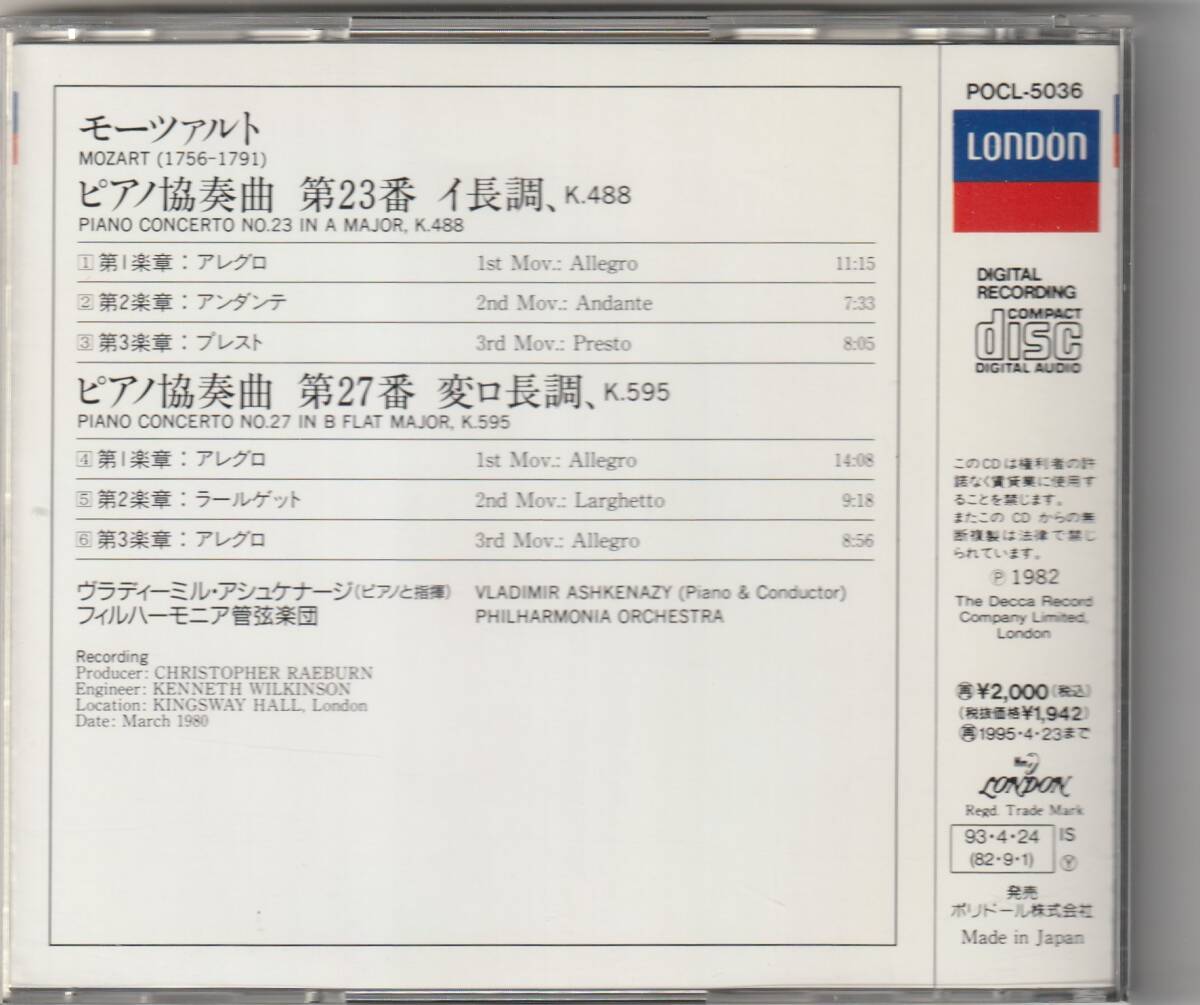 モーツァルト
MOZART (1756-1791)
ピアノ協奏曲 第23番 イ長調、K.488
PIANO CONCERTO NO.23 IN A MAJOR, K.488
1 第1楽章：アレグロ 1st Mov.: Allegro 11:15
2 第2楽章：アンダンテ 2nd Mov.: Andante 7:33
3 第3楽章：プレスト 3rd Mov.: Presto 8:05
ピアノ協奏曲 第27番 変ロ長調、K.595
PIANO CONCERTO NO.27 IN B FLAT MAJOR, K.595
4 第1楽章：アレグロ 1st Mov.: Allegro 14:08
5 第2楽章：ラールゲット 2nd Mov.: Larghetto 9:18
6 第3楽章：アレグロ 3rd Mov.: Allegro 8:56
ヴラディーミル・アシュケナージ(ピアノと指揮) VLADIMIR ASHKENAZY (Piano & Conductor)
フィルハーモニア管弦楽団 PHILHARMONIA ORCHESTRA
Recording
Producer: CHRISTOPHER RAEBURN
Engineer: KENNETH WILKINSON
Location: KINGSWAY HALL, London
Date: March 1980
POCL-5036
LONDON
DIGITAL
RECORDING
COMPACT
disc
DIGITAL AUDIO
このCDは権利者の許
諾なく賃貸業に使用す
ることを禁じます。
またこの CD からの無
断複製は法律で禁じ
られています。
Ⓟ 1982
The Decca Record
Company Limited,
London
再¥2,000(税込)
(税抜価格¥1,942)
再1995・4・23まで
LONDON
Regd. Trade Mark
93・4・24 IS
(82・9・1) Ⓨ
発売
ポリドール株式会社
Made in Japan